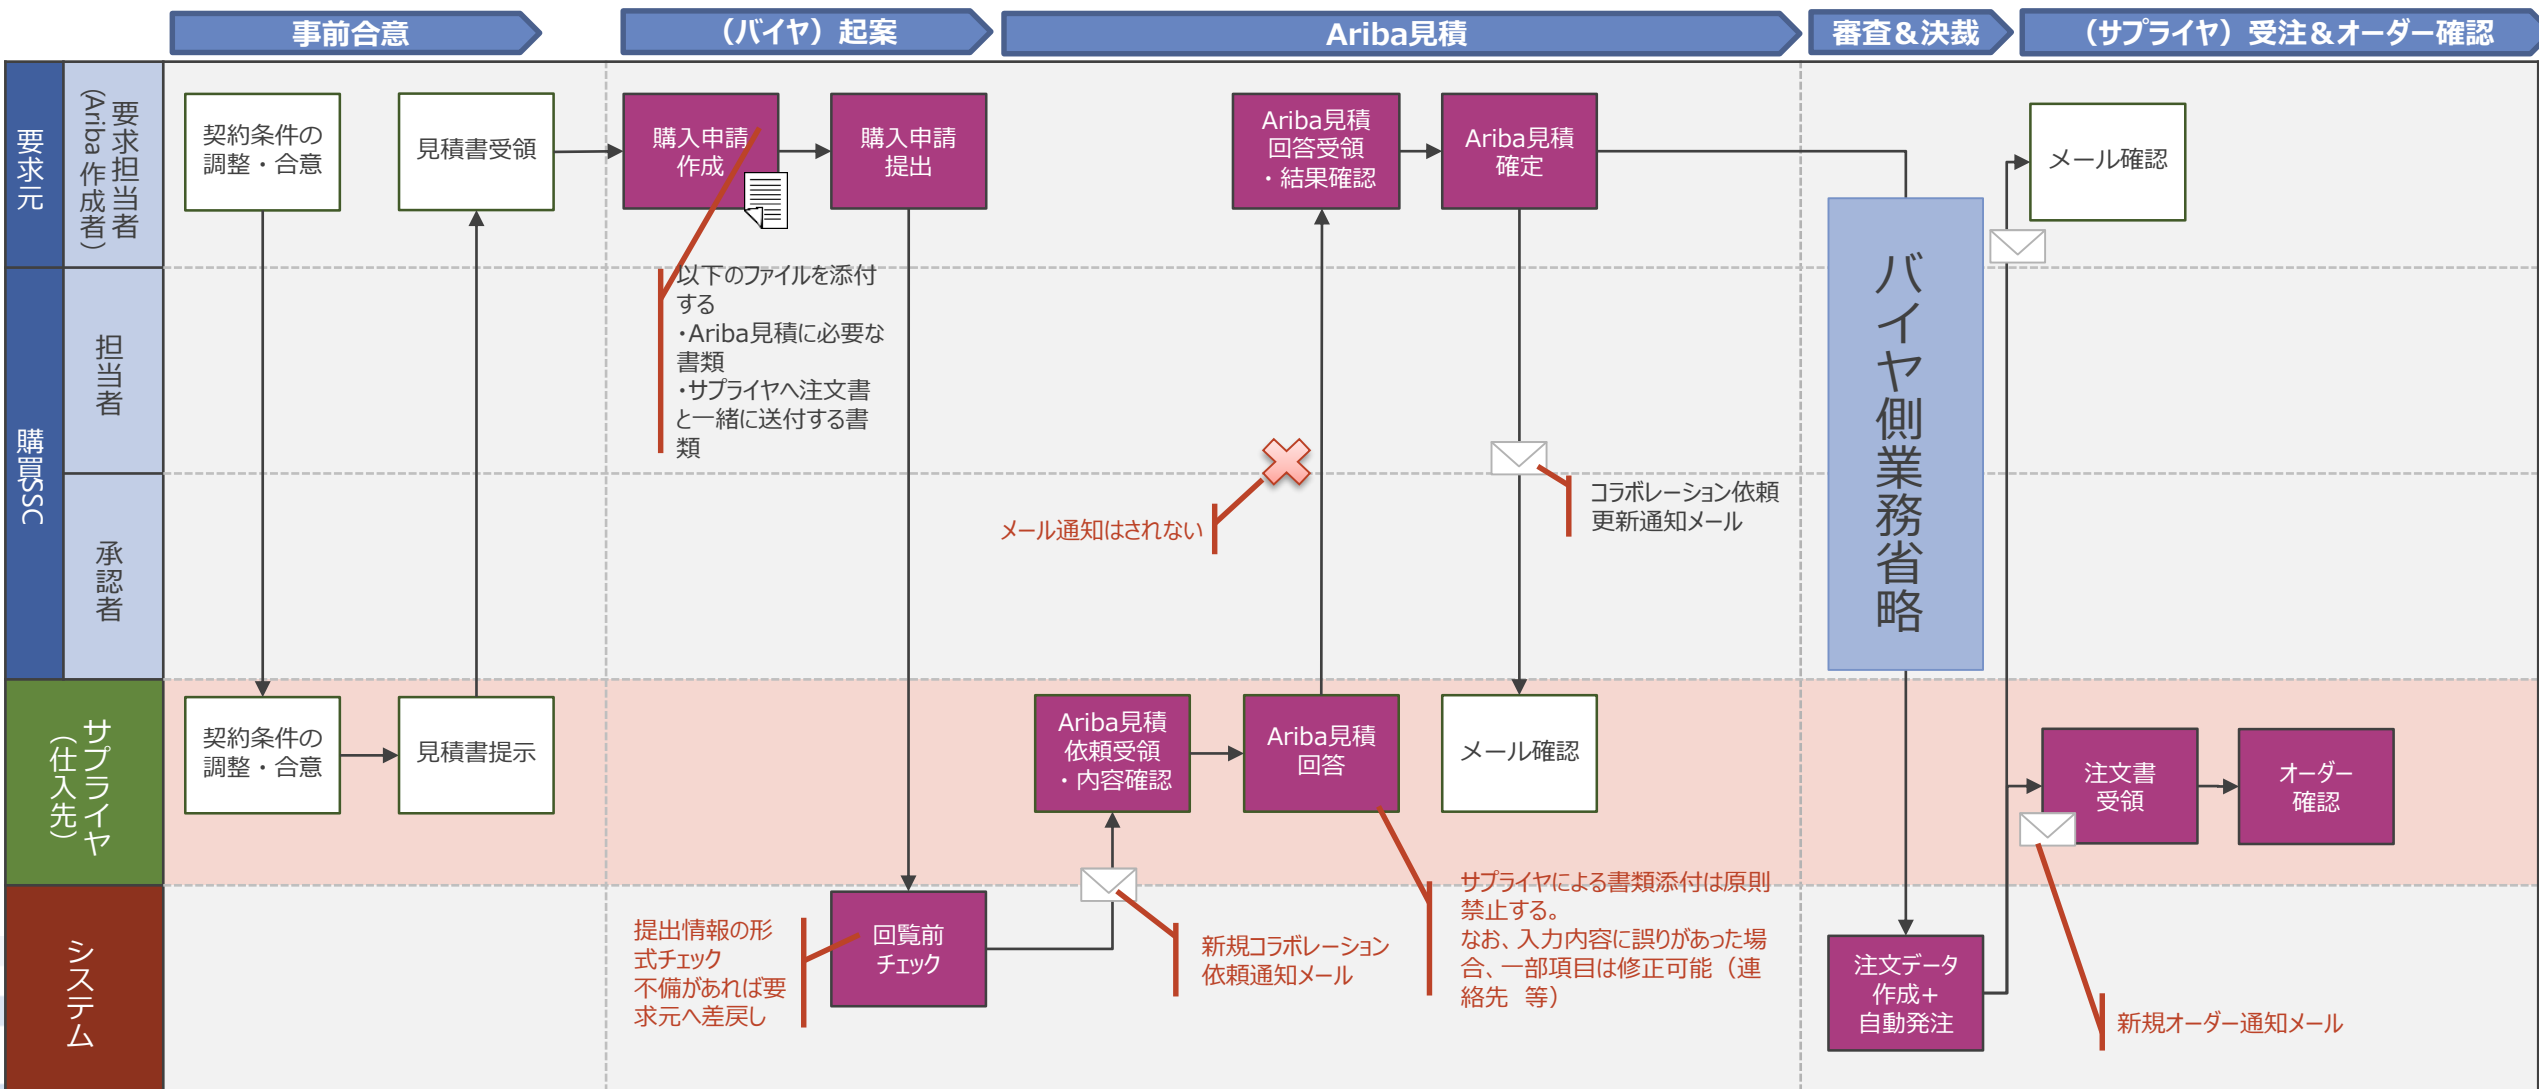 事前合意
（バイヤ）起案
Ariba見積
審査＆決裁
（サプライヤ）受注＆オーダー確認
要求元
要求担当者
(Ariba 作成者)
契約条件の
調整・合意
見積書受領
購入申請
作成
購入申請
提出
Ariba見積
回答受領
・結果確認
Ariba見積
確定
メール確認
バイヤ側業務省略
以下のファイルを添付
する
・Ariba見積に必要な
書類
・サプライヤへ注文書
と一緒に送付する書
類
購買SSC
担当者
承認者
メール通知はされない
コラボレーション依頼
更新通知メール
サプライヤ
（仕入先）
契約条件の
調整・合意
見積書提示
Ariba見積
依頼受領
・内容確認
Ariba見積
回答
メール確認
注文書
受領
オーダー
確認
システム
提出情報の形
式チェック
不備があれば要
求元へ差戻し
回覧前
チェック
新規コラボレーション
依頼通知メール
サプライヤによる書類添付は原則
禁止する。
なお、入力内容に誤りがあった場
合、一部項目は修正可能（連
絡先　等）
注文データ
作成+
自動発注
新規オーダー通知メール